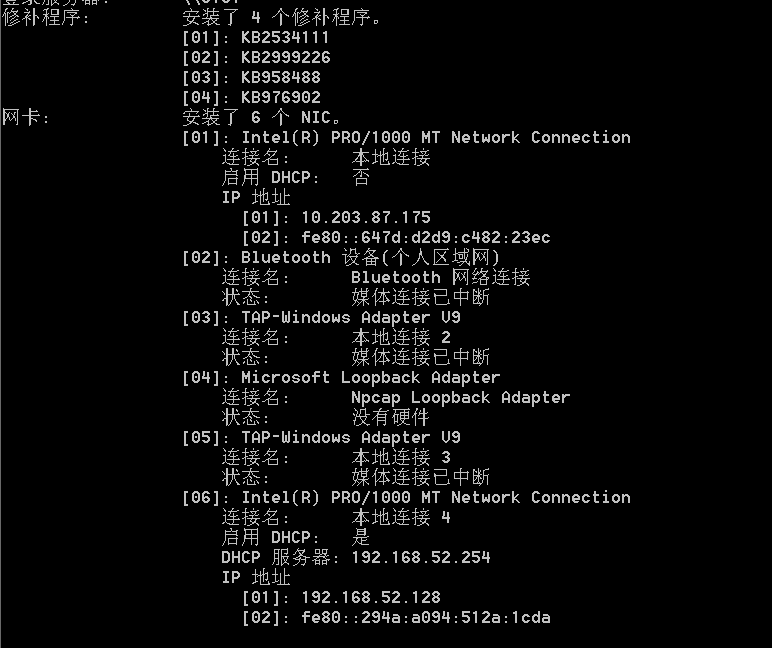 修补程序: 安装了 4 个修补程序。
[01]: KB2534111
[02]: KB2999226
[03]: KB958488
[04]: KB976902
网卡: 安装了 6 个 NIC。
[01]: Intel(R) PRO/1000 MT Network Connection
连接名: 本地连接
启用 DHCP: 否
IP 地址
[01]: 10.203.87.175
[02]: fe80::647d:d2d9:c482:23ec
[02]: Bluetooth 设备(个人区域网)
连接名: Bluetooth 网络连接
状态: 媒体连接已中断
[03]: TAP-Windows Adapter V9
连接名: 本地连接 2
状态: 媒体连接已中断
[04]: Microsoft Loopback Adapter
连接名: Npcap Loopback Adapter
状态: 没有硬件
[05]: TAP-Windows Adapter V9
连接名: 本地连接 3
状态: 媒体连接已中断
[06]: Intel(R) PRO/1000 MT Network Connection
连接名: 本地连接 4
启用 DHCP: 是
DHCP 服务器: 192.168.52.254
IP 地址
[01]: 192.168.52.128
[02]: fe80::294a:a094:512a:1cda